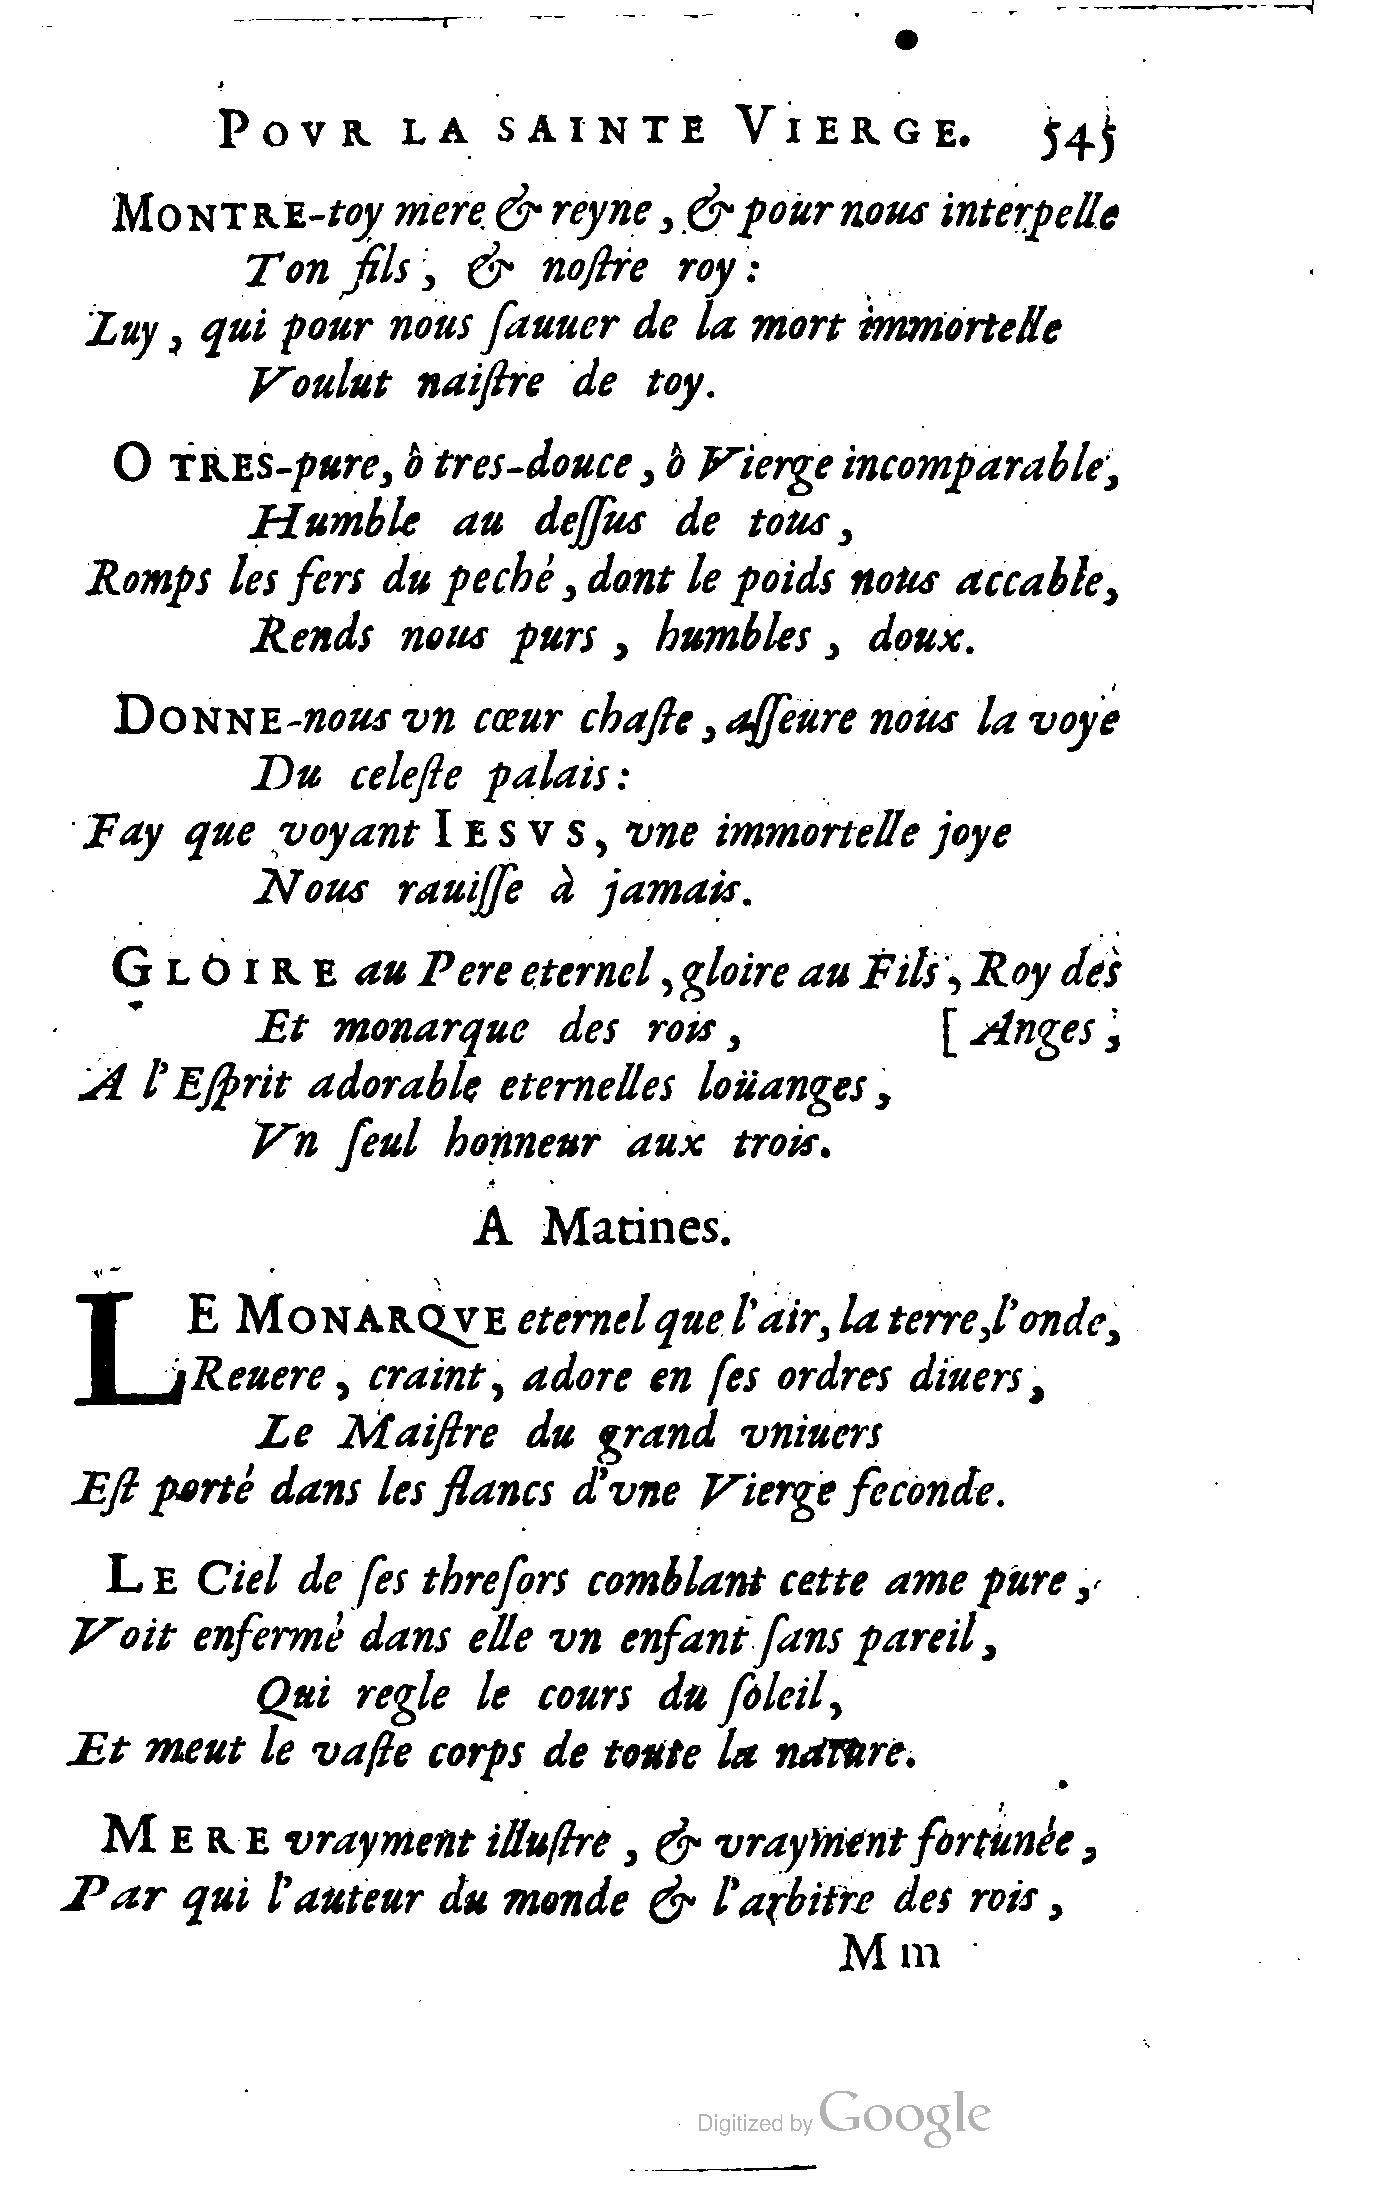 POVR LA SAINTE VIERGE. 545
MONTRE-toy mere & reyne, & pour nous interpelle
Ton fils, & noſtre roy:
Luy, qui pour nous ſauuer de la mort immortelle
Voulut naiſtre de toy.
O TRES-pure, ô tres-douce, ô Vierge incomparable,
Humble au deſſus de tous,
Romps les fers du peché, dont le poids nous accable,
Rends nous purs, humbles, doux.
DONNE-nous vn cœur chaſte, aſſeure nous la voye
Du celeſte palais:
Fay que voyant IESVS, vne immortelle joye
Nous rauiſſe à jamais.
GLOIRE au Pere eternel, gloire au Fils, Roy des
Et monarque des rois, [Anges,
A l'Eſprit adorable eternelles loüanges,
Vn ſeul honneur aux trois.
A Matines.
LE MONARQVE eternel que l'air, la terre, l'onde,
Reuere, craint, adore en ſes ordres diuers,
Le Maiſtre du grand vniuers
Eſt porté dans les flancs d'vne Vierge feconde.
LE Ciel de ſes threſors comblant cette ame pure,
Voit enfermé dans elle vn enfant ſans pareil,
Qui regle le cours du ſoleil,
Et meut le vaſte corps de toute la nature.
MERE vrayment illuſtre, & vrayment fortunée,
Par qui l'auteur du monde & l'arbitre des rois,
Mm
Digitized by Google